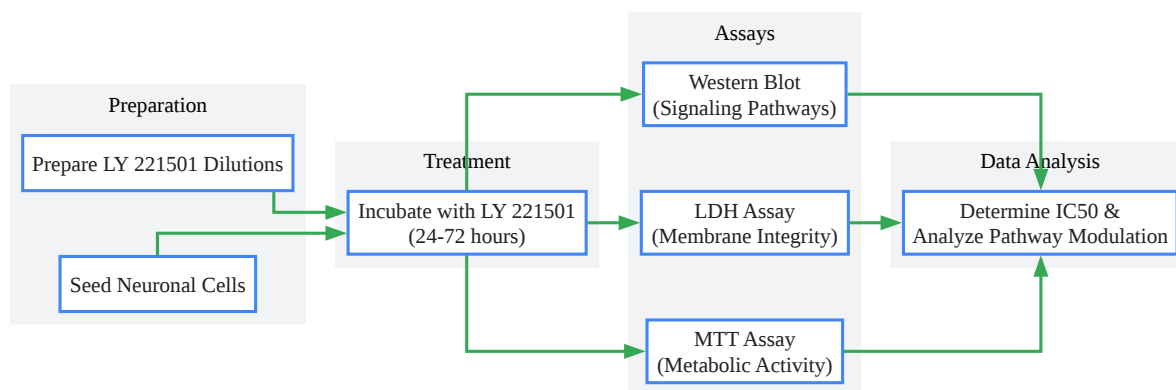 Preparation
Prepare LY 221501 Dilutions
Seed Neuronal Cells
Treatment
Incubate with LY 221501
(24-72 hours)
Assays
Western Blot
(Signaling Pathways)
LDH Assay
(Membrane Integrity)
MTT Assay
(Metabolic Activity)
Data Analysis
Determine IC50 &
Analyze Pathway Modulation